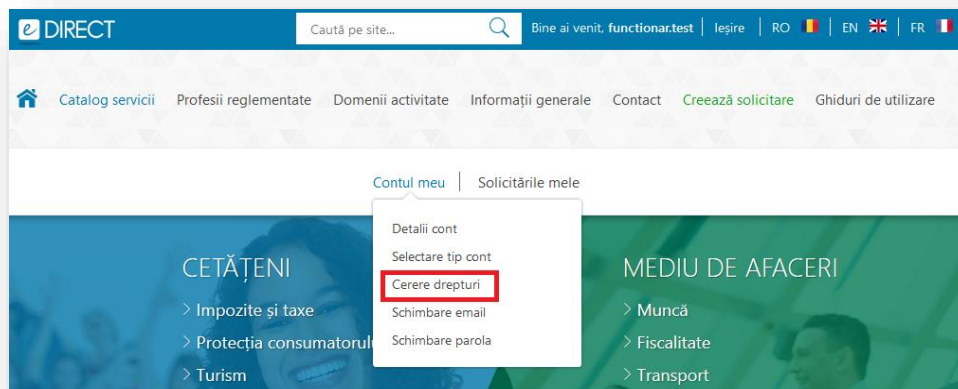 e DIRECT Caută pe site... Bine ai venit, functionar.test | Ieșire | RO | EN | FR
Catalog servicii Profesii reglementate Domenii activitate Informații generale Contact Creează solicitare Ghiduri de utilizare
Contul meu | Solicitările mele
Detalii cont
Selectare tip cont
Cerere drepturi
Schimbare email
Schimbare parola
CETĂȚENI
> Impozite și taxe
> Protecția
> Turism
MEDIU DE AFACERI
> Muncă
> Fiscalitate
> Transport